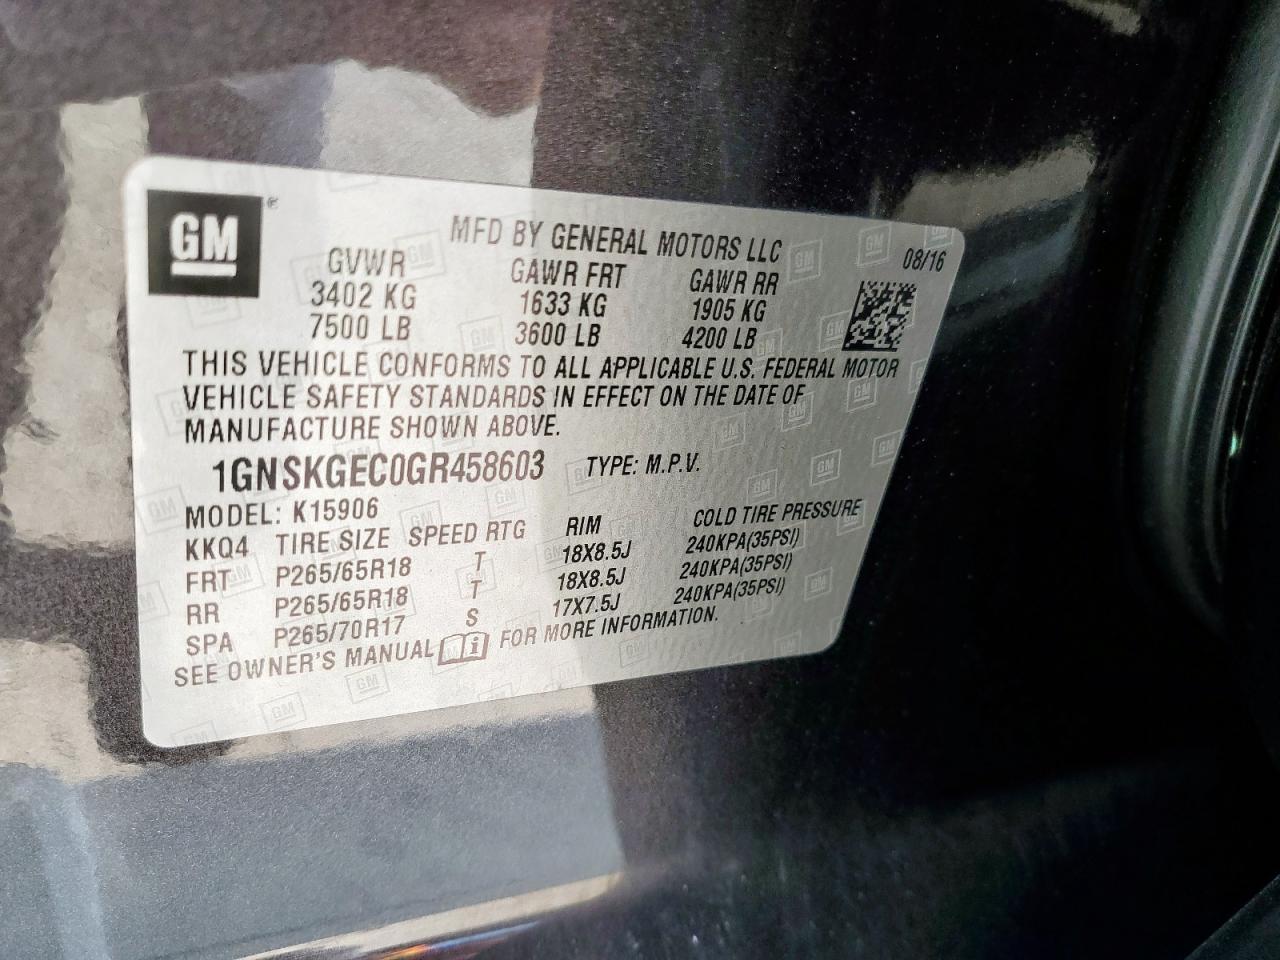 GM®
MFD BY GENERAL MOTORS LLC
08/16
GVWR GAWR FRT GAWR RR
3402 KG 1633 KG 1905 KG
7500 LB 3600 LB 4200 LB
THIS VEHICLE CONFORMS TO ALL APPLICABLE U.S. FEDERAL MOTOR
VEHICLE SAFETY STANDARDS IN EFFECT ON THE DATE OF
MANUFACTURE SHOWN ABOVE.
1GNSKGEC0GR458603 TYPE: M.P.V.
MODEL: K15906
KKQ4 TIRE SIZE SPEED RTG RIM COLD TIRE PRESSURE
FRT P265/65R18 T 18X8.5J 240KPA(35PSI)
RR P265/65R18 T 18X8.5J 240KPA(35PSI)
SPA P265/70R17 S 17X7.5J 240KPA(35PSI)
SEE OWNER'S MANUAL FOR MORE INFORMATION.